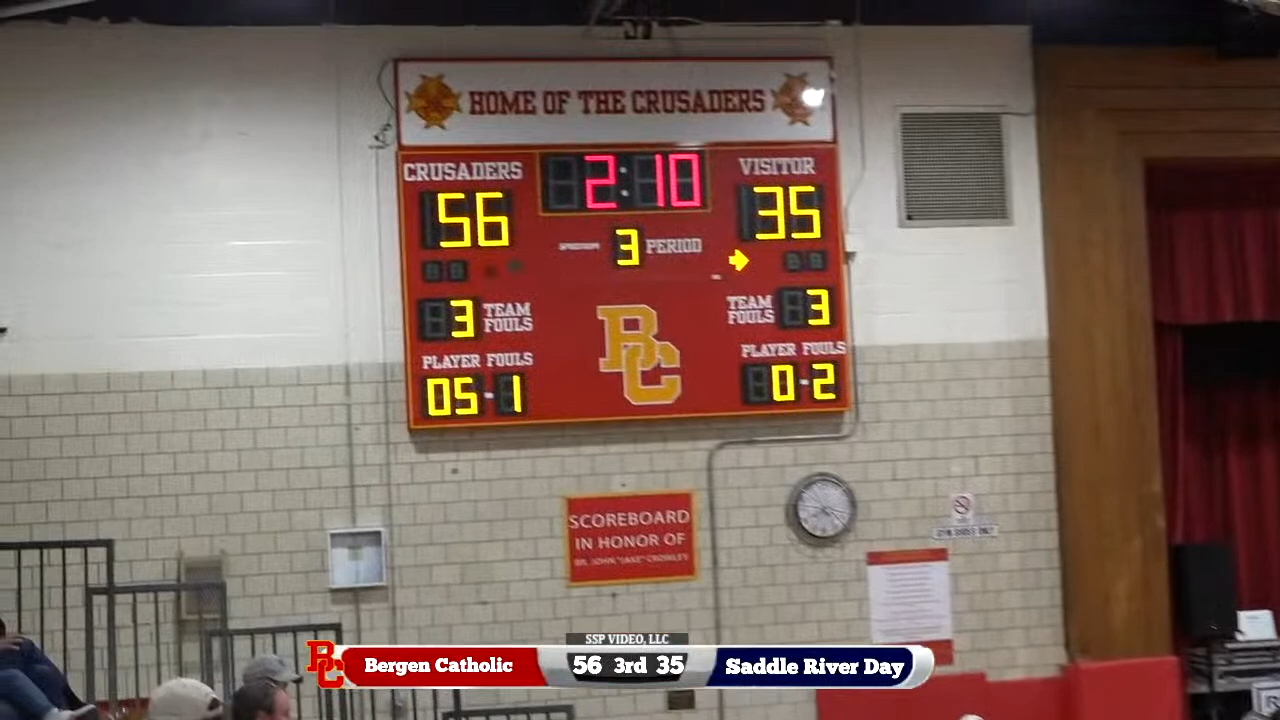 HOME OF THE CRUSADERS
CRUSADERS
2:10
VISITOR
56
35
3 PERIOD
3 TEAM FOULS
TEAM FOULS 3
BC
PLAYER FOULS
PLAYER FOULS
05-1
0-2
SCOREBOARD
IN HONOR OF
SSP VIDEO, LLC
BC Bergen Catholic 56 3rd 35 Saddle River Day